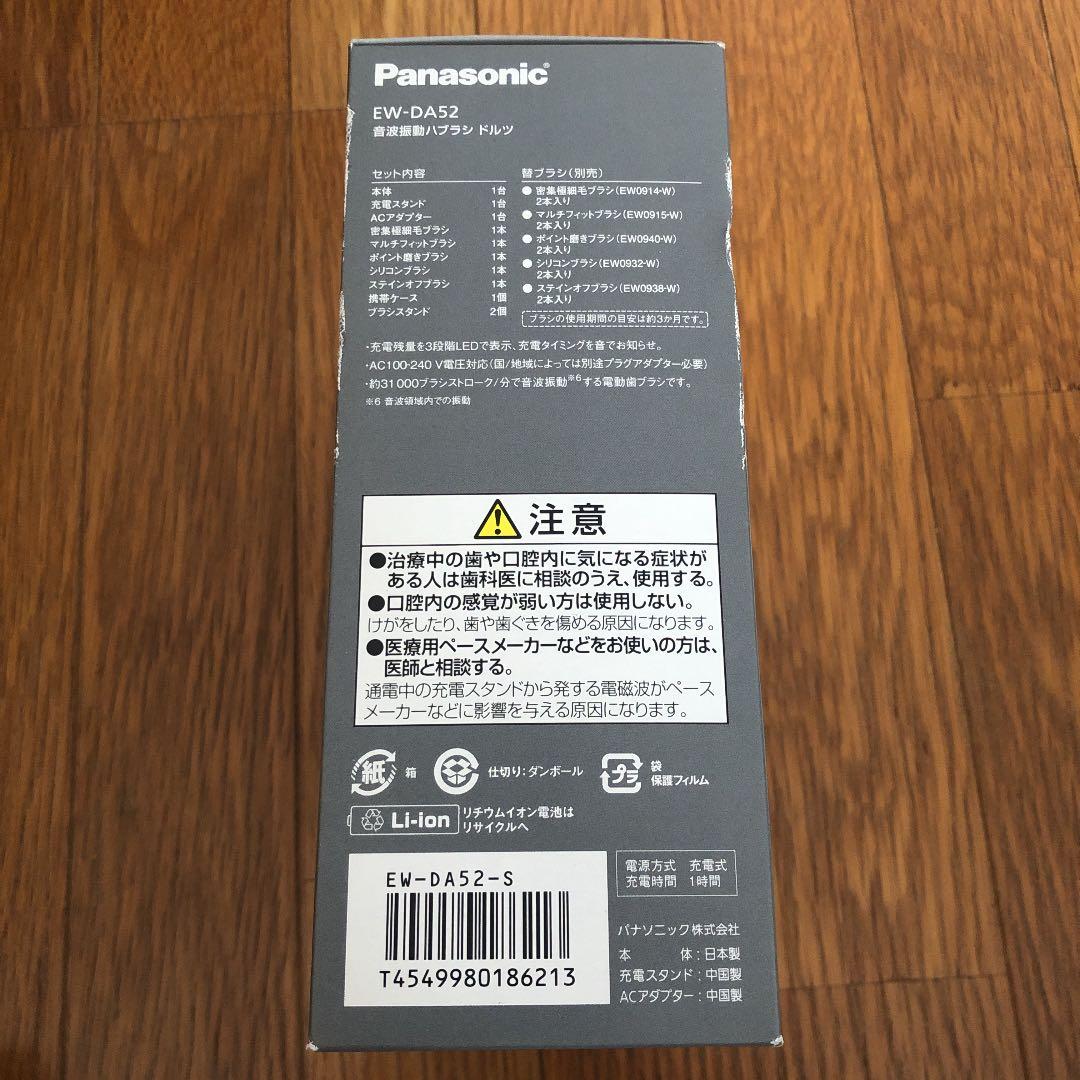 Panasonic®
EW-DA52
音波振動ハブラシ ドルツ
セット内容
本体 1台
充電スタンド 1台
ACアダプター 1台
密集極細毛ブラシ 1本
マルチフィットブラシ 1本
ポイント磨きブラシ 1本
シリコンブラシ 1本
ステインオフブラシ 1本
携帯ケース 1個
ブラシスタンド 2個
替ブラシ(別売)
● 密集極細毛ブラシ(EW0914-W)
2本入り
● マルチフィットブラシ(EW0915-W)
2本入り
● ポイント磨きブラシ(EW0940-W)
2本入り
● シリコンブラシ(EW0932-W)
2本入り
● ステインオフブラシ(EW0938-W)
2本入り
ブラシの使用期間の目安は約3か月です。
・充電残量を3段階LEDで表示、充電タイミングを音でお知らせ。
・AC100-240 V電圧対応(国/地域によっては別途プラグアダプター必要)
・約31 000ブラシストローク/分で音波振動※6する電動歯ブラシです。
※6 音波領域内での振動
注意
●治療中の歯や口腔内に気になる症状が
ある人は歯科医に相談のうえ、使用する。
●口腔内の感覚が弱い方は使用しない。
けがをしたり、歯や歯ぐきを傷める原因になります。
●医療用ペースメーカーなどをお使いの方は、
医師と相談する。
通電中の充電スタンドから発する電磁波がペース
メーカーなどに影響を与える原因になります。
紙 箱
仕切り:ダンボール
プラ 袋
保護フィルム
Li-ion リチウムイオン電池は
リサイクルへ
EW-DA52-S
T4549980186213
電源方式 充電式
充電時間 1時間
パナソニック株式会社
本 体:日本製
充電スタンド:中国製
ACアダプター:中国製